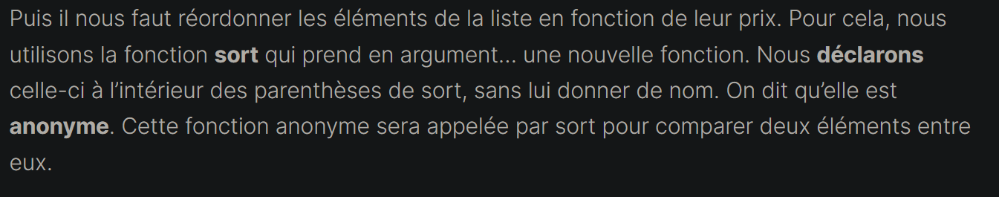 Puis il nous faut réordonner les éléments de la liste en fonction de leur prix. Pour cela, nous
utilisons la fonction sort qui prend en argument… une nouvelle fonction. Nous déclarons
celle-ci à l’intérieur des parenthèses de sort, sans lui donner de nom. On dit qu’elle est
anonyme. Cette fonction anonyme sera appelée par sort pour comparer deux éléments entre
eux.